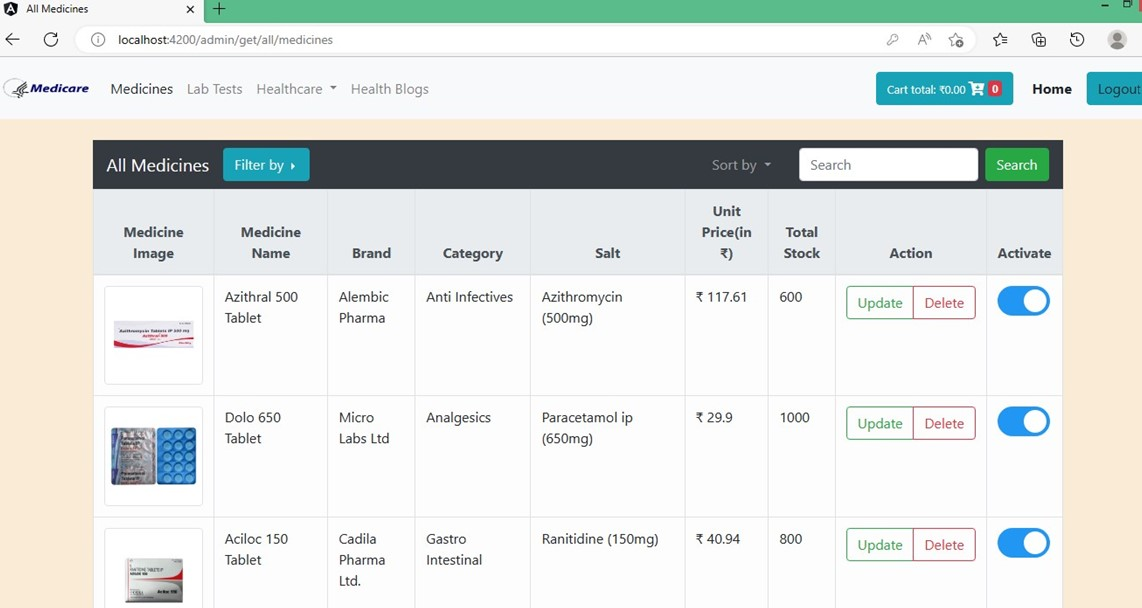 All Medicines
localhost:4200/admin/get/all/medicines
Medicare Medicines Lab Tests Healthcare Health Blogs Cart total: ₹0.00 0 Home Logout
All Medicines Filter by Sort by Search Search
Medicine Image Medicine Name Brand Category Salt Unit Price(in ₹) Total Stock Action Activate
Azithral 500 Tablet Alembic Pharma Anti Infectives Azithromycin (500mg) ₹ 117.61 600 Update Delete
Dolo 650 Tablet Micro Labs Ltd Analgesics Paracetamol ip (650mg) ₹ 29.9 1000 Update Delete
Aciloc 150 Tablet Cadila Pharma Ltd. Gastro Intestinal Ranitidine (150mg) ₹ 40.94 800 Update Delete